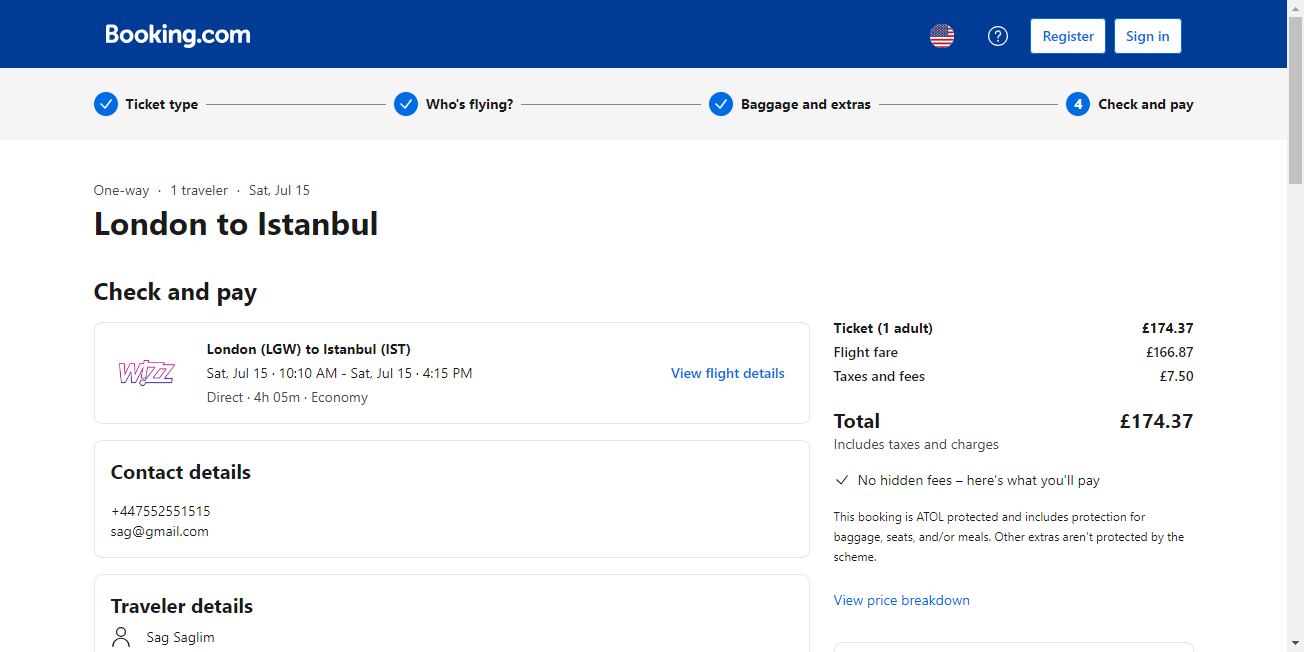 Booking.com
Register
Sign in
Ticket type
Who's flying?
Baggage and extras
4 Check and pay
One-way · 1 traveler · Sat, Jul 15
London to Istanbul
Check and pay
WIZZ
London (LGW) to Istanbul (IST)
Sat, Jul 15 · 10:10 AM - Sat, Jul 15 · 4:15 PM
Direct · 4h 05m · Economy
View flight details
Contact details
+447552551515
sag@gmail.com
Traveler details
Sag Saglim
Ticket (1 adult) £174.37
Flight fare £166.87
Taxes and fees £7.50
Total £174.37
Includes taxes and charges
No hidden fees – here's what you'll pay
This booking is ATOL protected and includes protection for
baggage, seats, and/or meals. Other extras aren't protected by the
scheme.
View price breakdown